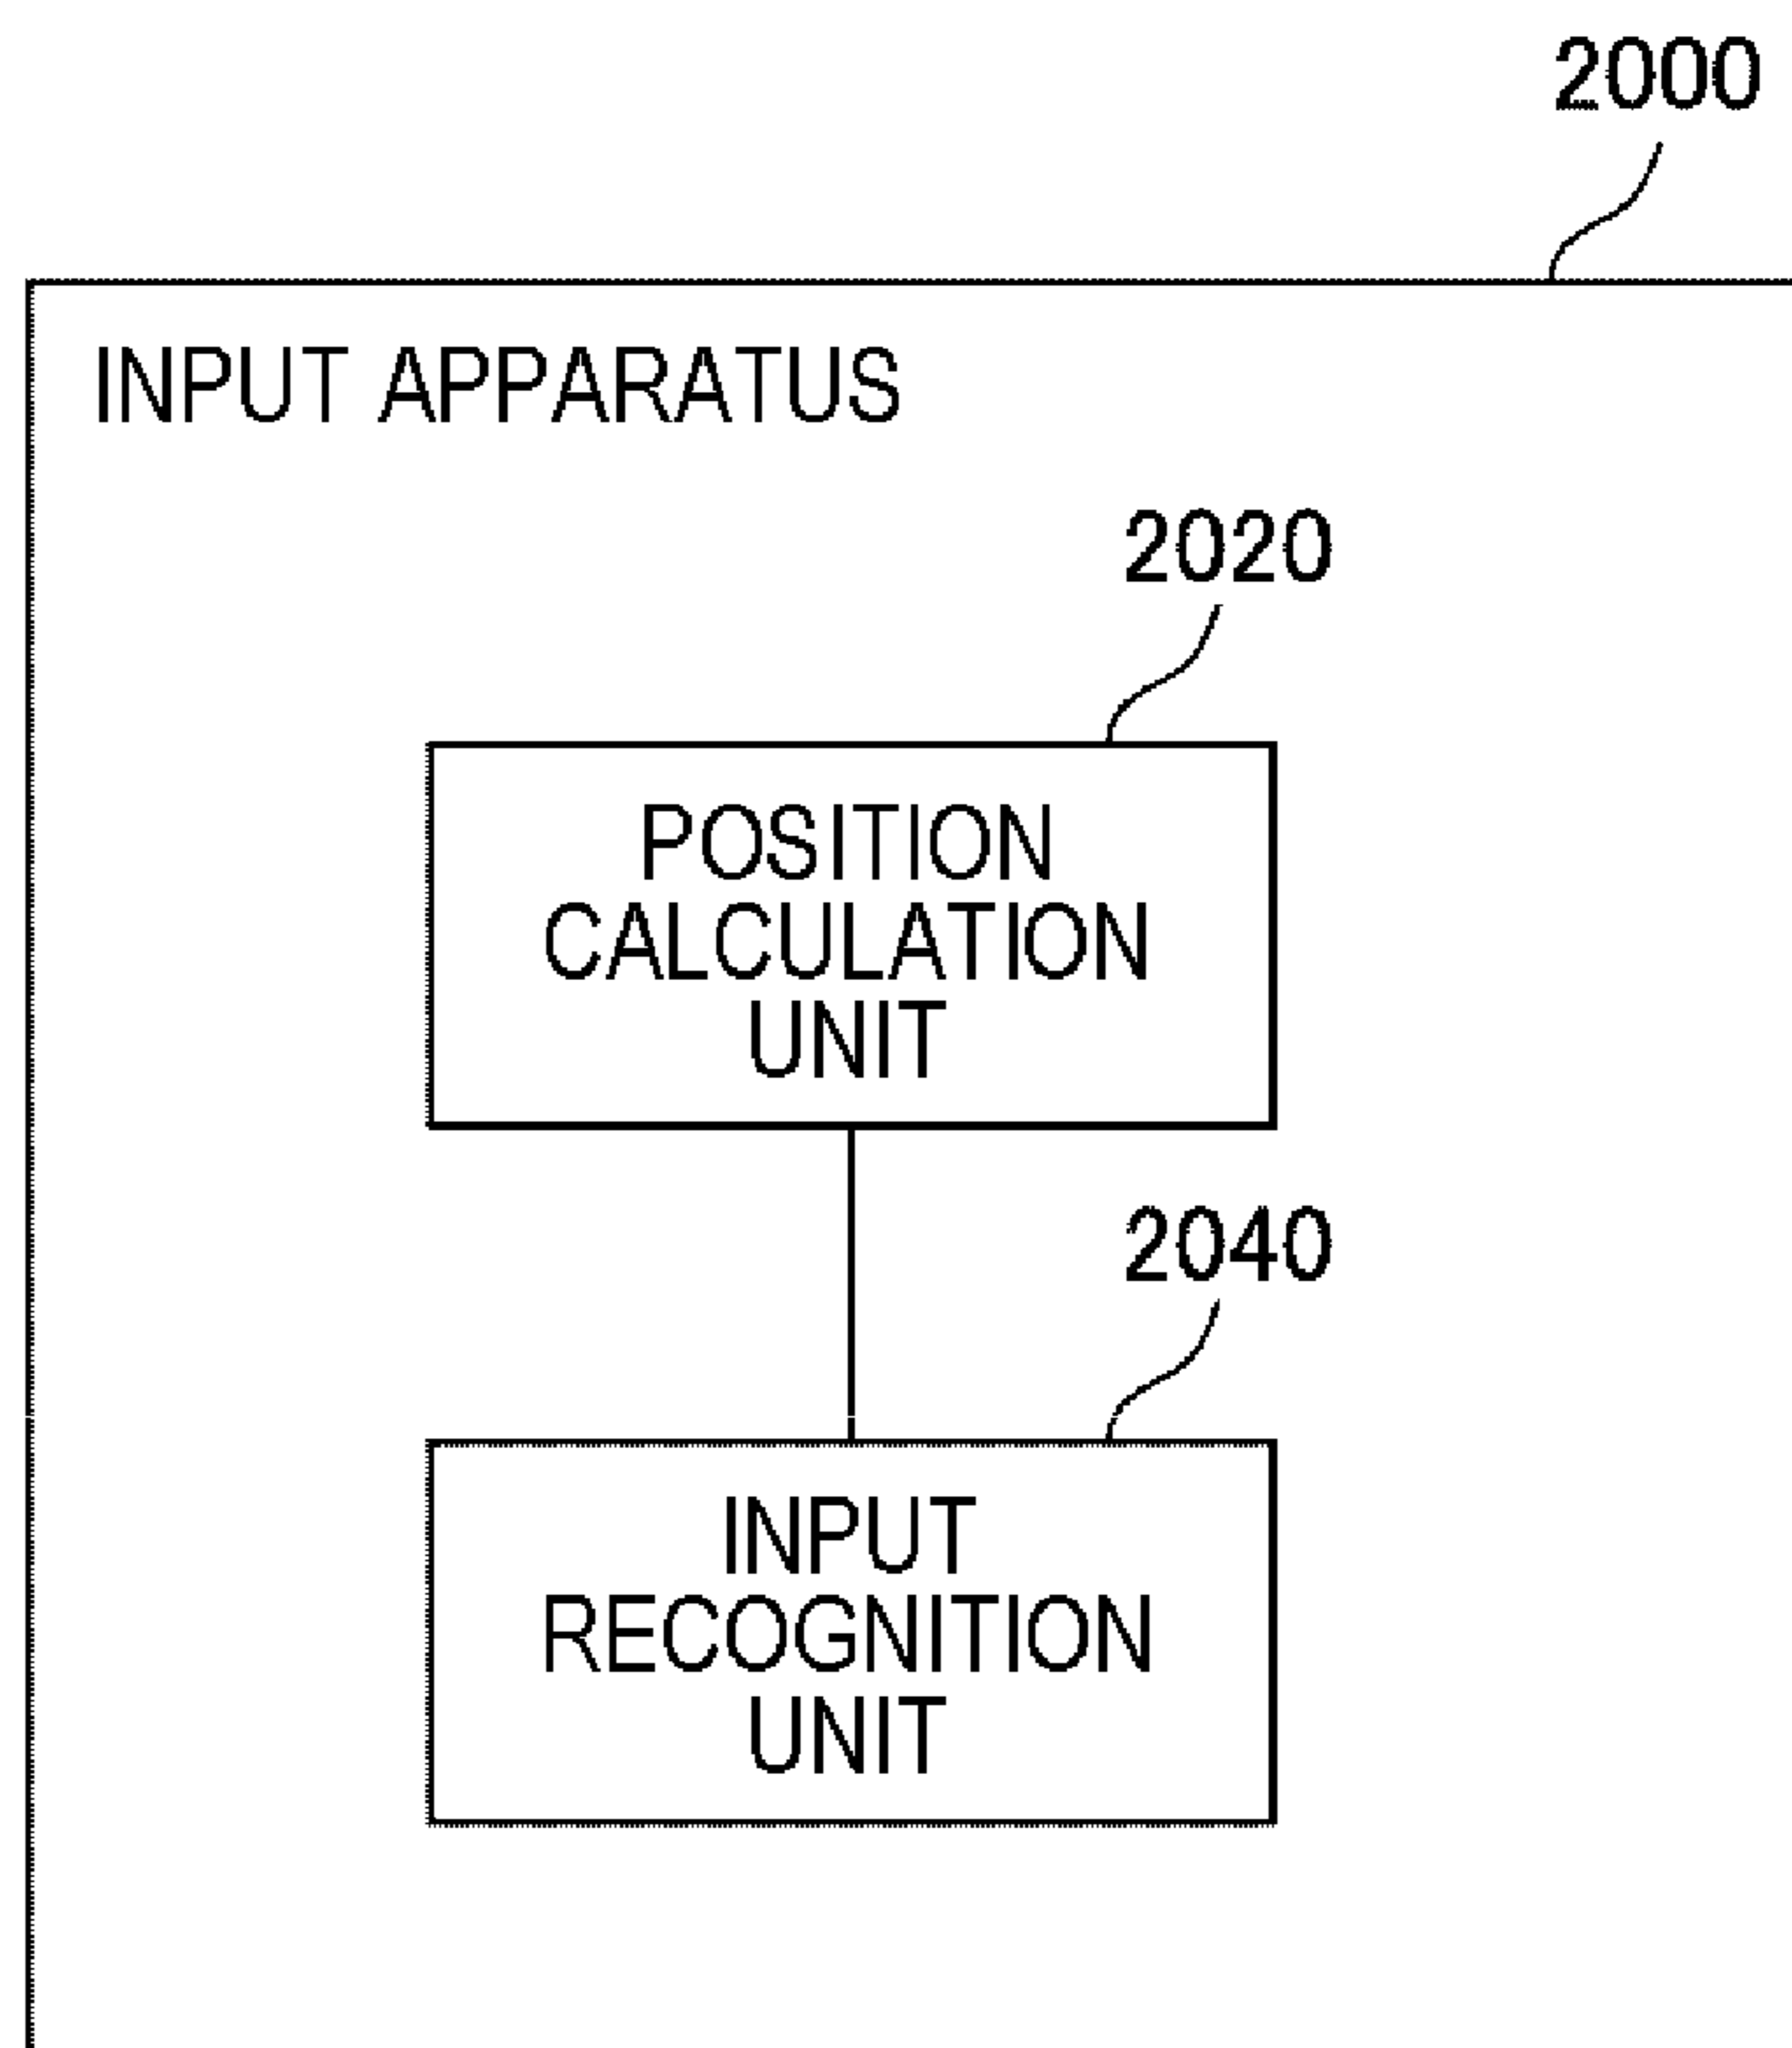 2000
INPUT APPARATUS
2020
POSITION
CALCULATION
UNIT
2040
INPUT
RECOGNITION
UNIT